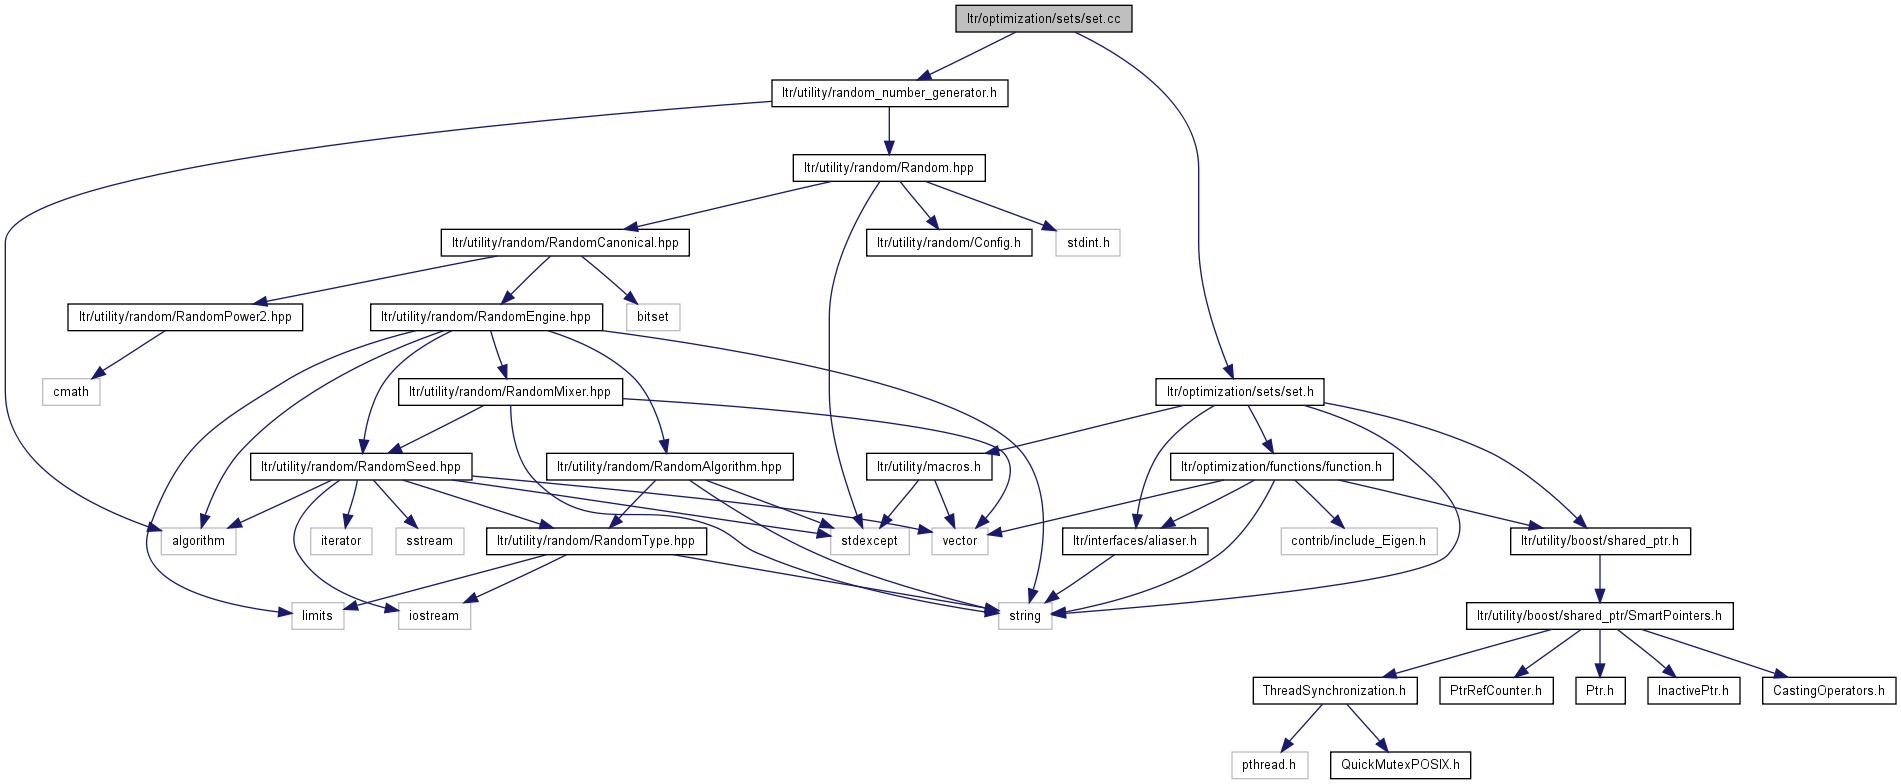 ltr/optimization/sets/set.cc
ltr/utility/random_number_generator.h
ltr/utility/random/Random.hpp
ltr/utility/random/RandomCanonical.hpp
ltr/utility/random/Config.h
stdint.h
ltr/utility/random/RandomPower2.hpp
ltr/utility/random/RandomEngine.hpp
bitset
cmath
ltr/utility/random/RandomMixer.hpp
ltr/optimization/sets/set.h
ltr/utility/random/RandomSeed.hpp
ltr/utility/random/RandomAlgorithm.hpp
ltr/utility/macros.h
ltr/optimization/functions/function.h
algorithm
iterator
sstream
ltr/utility/random/RandomType.hpp
stdexcept
vector
ltr/interfaces/aliaser.h
contrib/include_Eigen.h
ltr/utility/boost/shared_ptr.h
limits
iostream
string
ltr/utility/boost/shared_ptr/SmartPointers.h
ThreadSynchronization.h
PtrRefCounter.h
Ptr.h
InactivePtr.h
CastingOperators.h
pthread.h
QuickMutexPOSIX.h